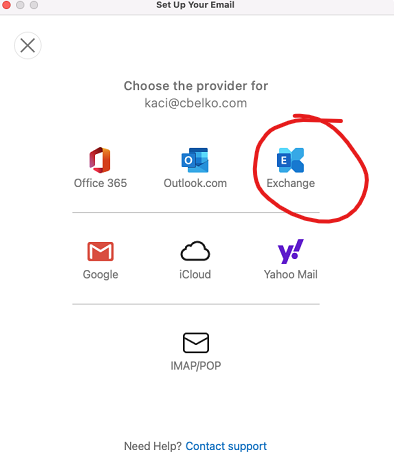 Set Up Your Email
Choose the provider for
kaci@cbelko.com
Office 365
Outlook.com
Exchange
Google
iCloud
Yahoo Mail
IMAP/POP
Need Help? Contact support